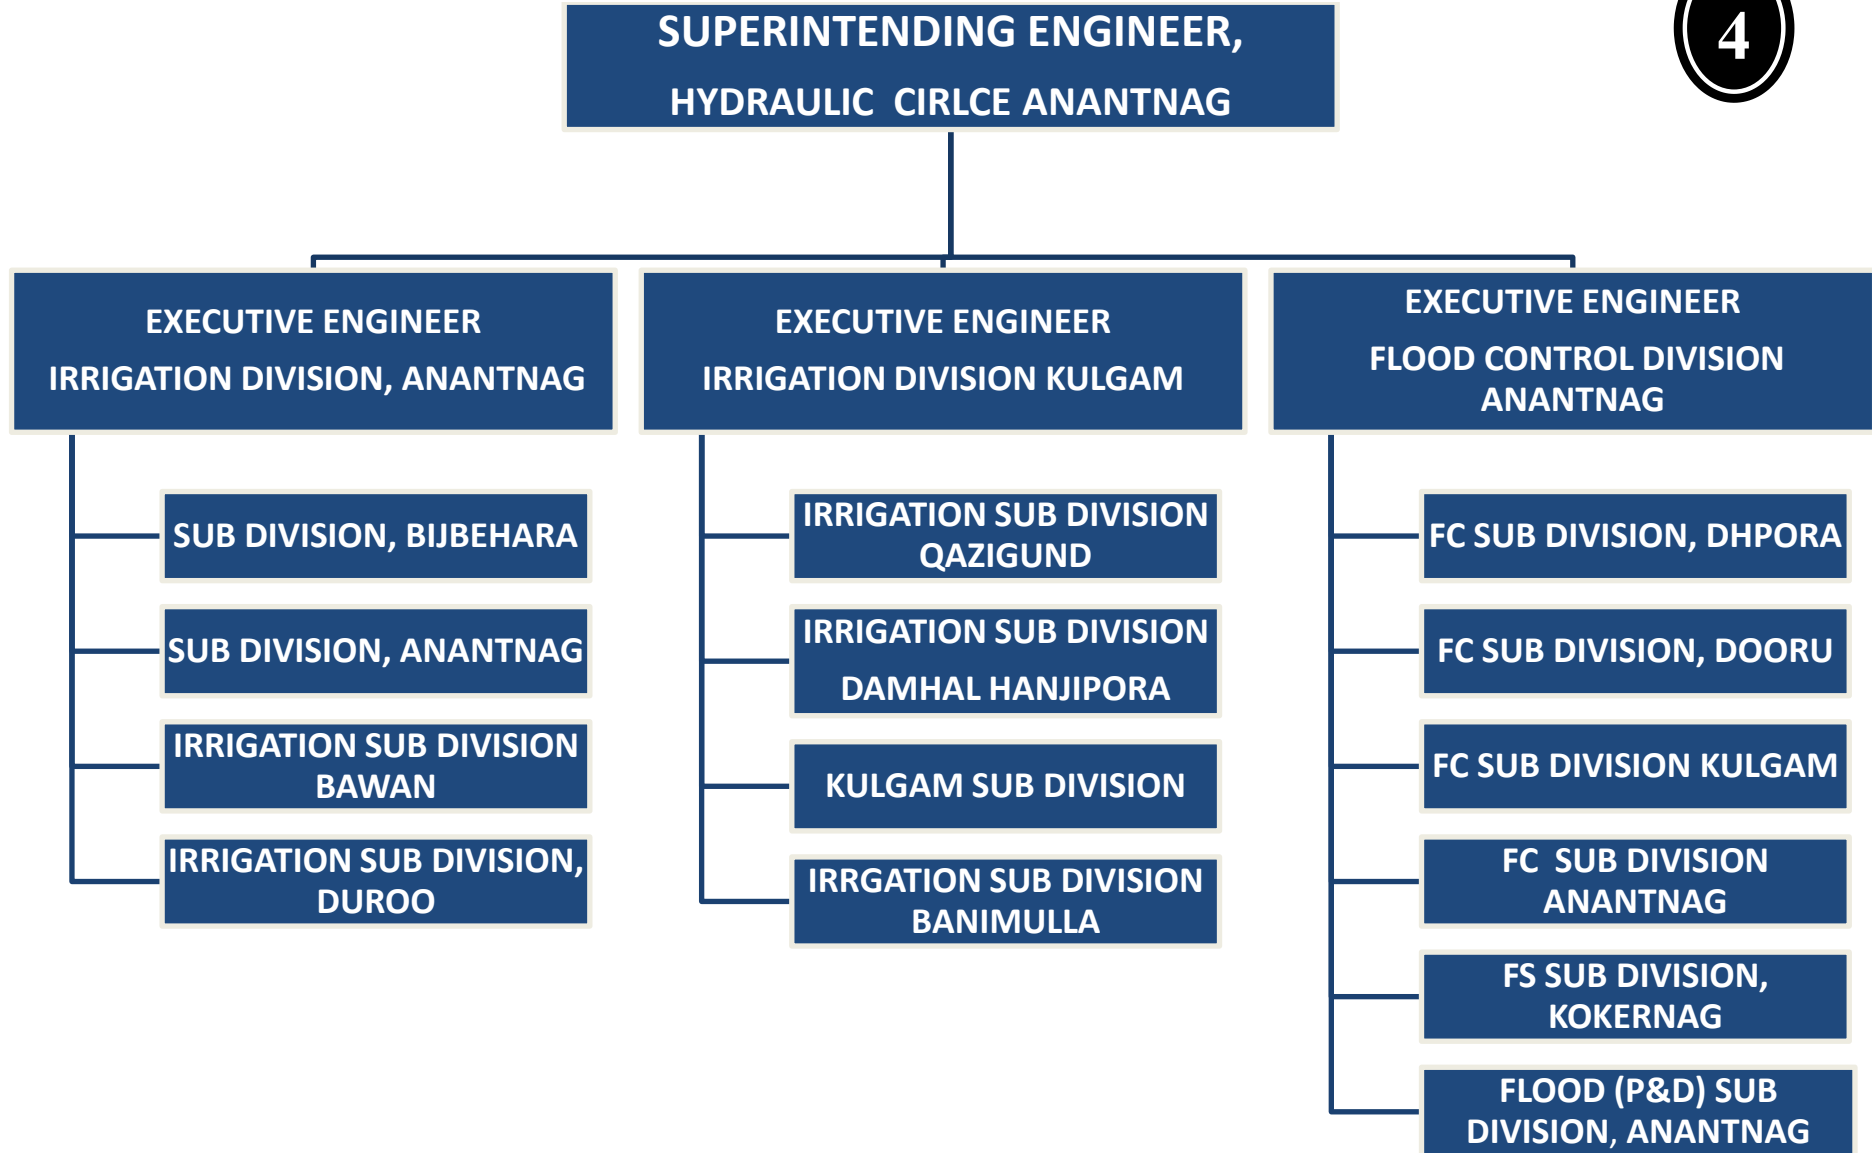 SUPERINTENDING ENGINEER,
HYDRAULIC CIRLCE ANANTNAG
4
EXECUTIVE ENGINEER
IRRIGATION DIVISION, ANANTNAG
SUB DIVISION, BIJBEHARA
SUB DIVISION, ANANTNAG
IRRIGATION SUB DIVISION
BAWAN
IRRIGATION SUB DIVISION,
DUROO
EXECUTIVE ENGINEER
IRRIGATION DIVISION KULGAM
IRRIGATION SUB DIVISION
QAZIGUND
IRRIGATION SUB DIVISION
DAMHAL HANJIPORA
KULGAM SUB DIVISION
IRRGATION SUB DIVISION
BANIMULLA
EXECUTIVE ENGINEER
FLOOD CONTROL DIVISION
ANANTNAG
FC SUB DIVISION, DHPORA
FC SUB DIVISION, DOORU
FC SUB DIVISION KULGAM
FC SUB DIVISION
ANANTNAG
FS SUB DIVISION,
KOKERNAG
FLOOD (P&D) SUB
DIVISION, ANANTNAG